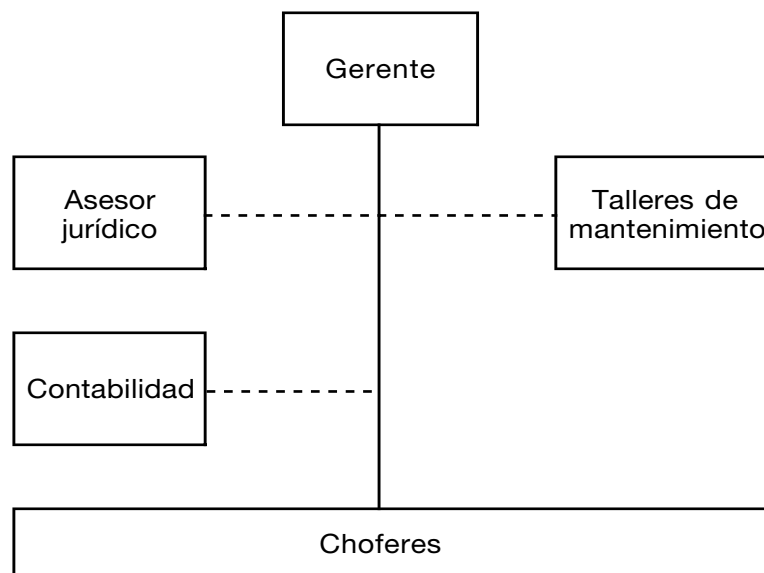 Gerente
Asesor
jurídico
Talleres de
mantenimiento
Contabilidad
Choferes